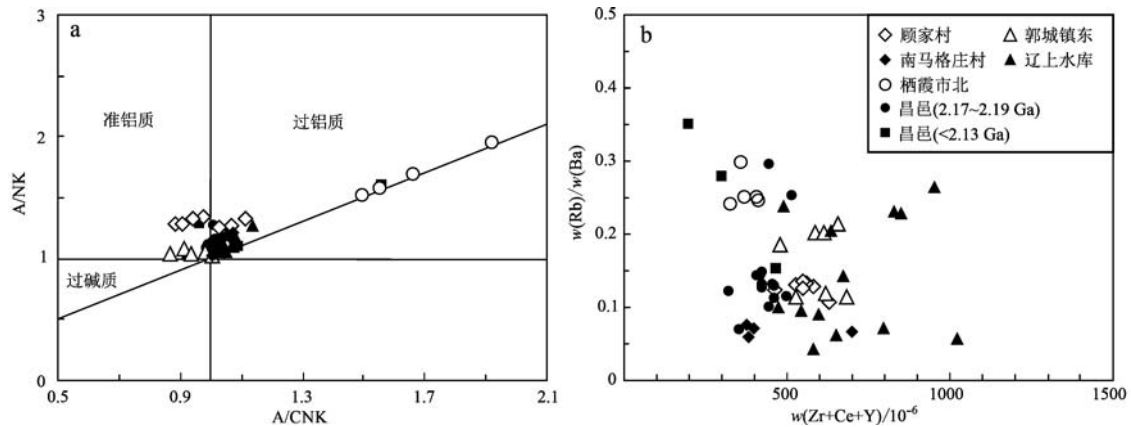 a
准铝质
过铝质
过碱质
3
2
1
0
0.5
0.9
1.3
1.7
2.1
A/NK
A/CNK
b
顾家村
郭城镇东
南马格庄村
辽上水库
栖霞市北
昌邑(2.17~2.19 Ga)
昌邑(<2.13 Ga)
0.5
0.4
0.3
0.2
0.1
0
500
1000
1500
w(Rb)/w(Ba)
w(Zr+Ce+Y)/10⁻⁶